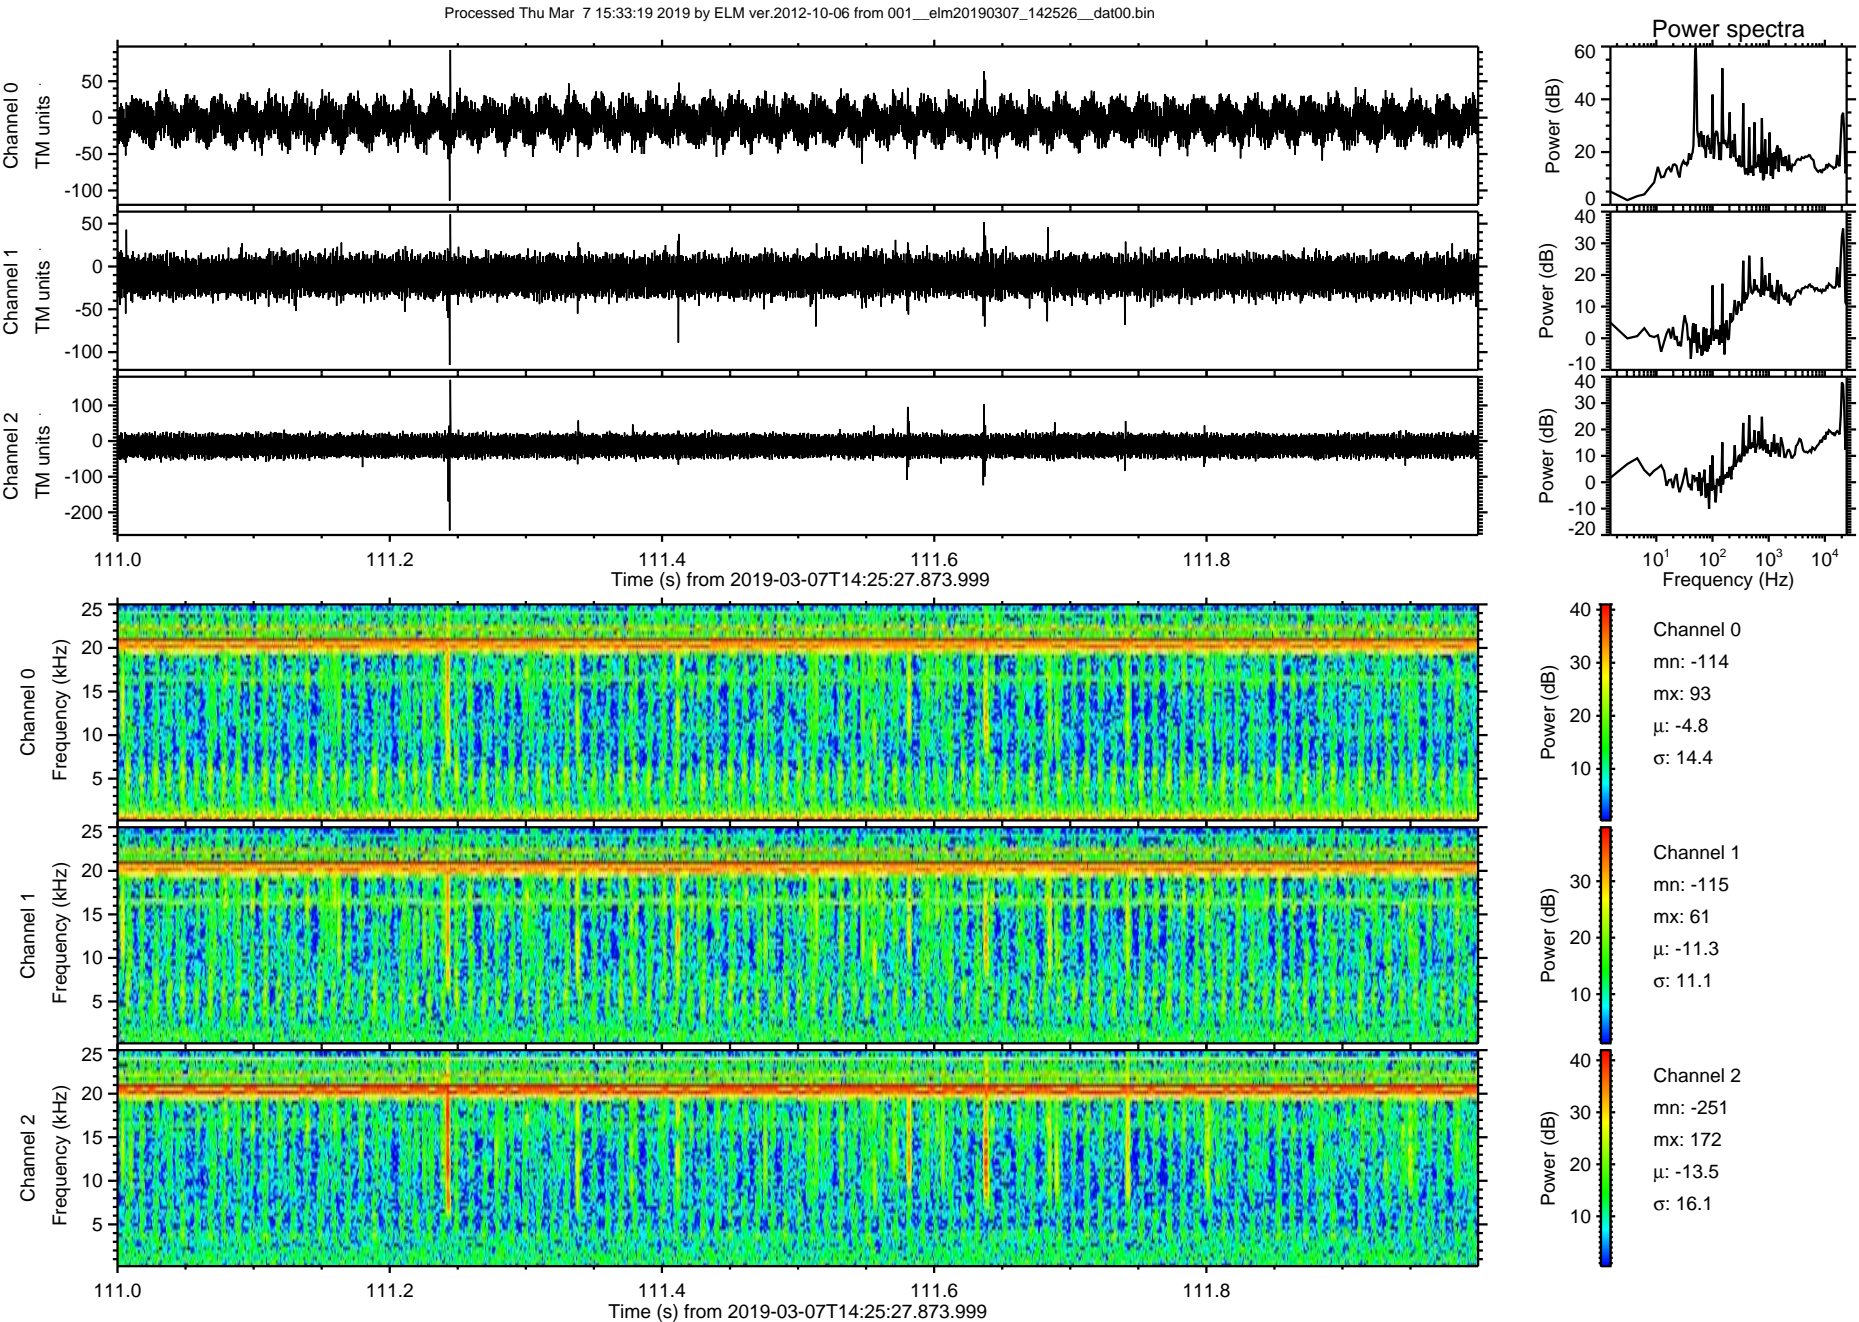 Processed Thu Mar  7 15:33:19 2019 by ELM ver.2012-10-06 from 001__elm20190307_142526__dat00.bin
Power spectra
Channel 0
TM units
50
0
-50
-100
Power (dB)
60
40
20
0
Channel 1
TM units
50
0
-50
-100
Power (dB)
40
30
20
10
0
-10
Channel 2
TM units
100
0
-100
-200
Power (dB)
40
30
20
10
0
-10
-20
111.0 111.2 111.4 111.6 111.8
Time (s) from 2019-03-07T14:25:27.873.999
10¹ 10² 10³ 10⁴
Frequency (Hz)
Channel 0
Frequency (kHz)
25
20
15
10
5
Power (dB)
40
30
20
10
Channel 0
mn: -114
mx: 93
μ: -4.8
σ: 14.4
Channel 1
Frequency (kHz)
25
20
15
10
5
Power (dB)
30
20
10
Channel 1
mn: -115
mx: 61
μ: -11.3
σ: 11.1
Channel 2
Frequency (kHz)
25
20
15
10
5
Power (dB)
40
30
20
10
Channel 2
mn: -251
mx: 172
μ: -13.5
σ: 16.1
111.0 111.2 111.4 111.6 111.8
Time (s) from 2019-03-07T14:25:27.873.999